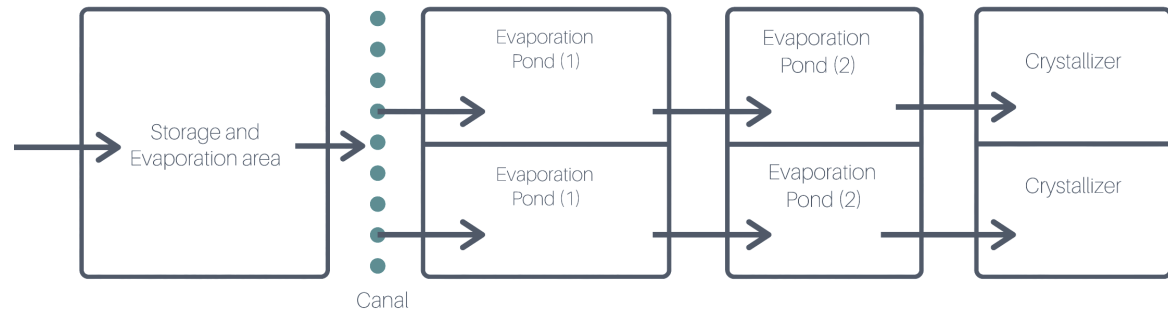 Storage and
Evaporation area
Canal
Evaporation
Pond (1)
Evaporation
Pond (2)
Crystallizer
Evaporation
Pond (1)
Evaporation
Pond (2)
Crystallizer